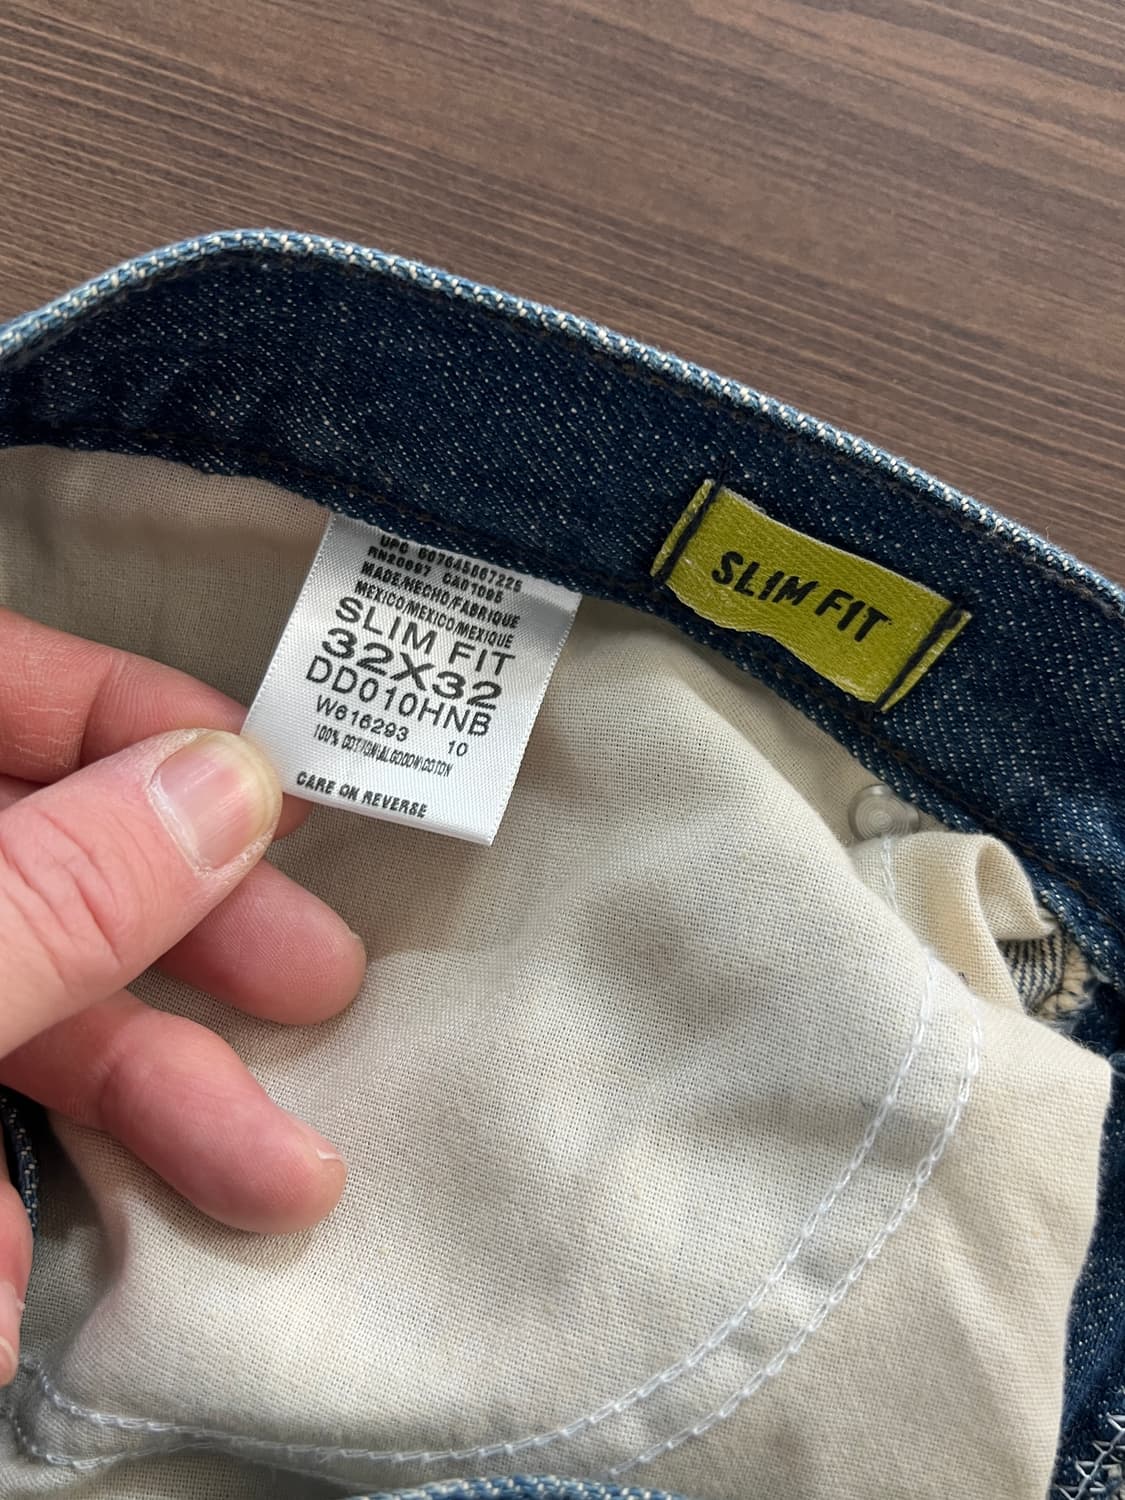 UPC 607645667225
RN20697 CA07095
MADE/HECHO/FABRIQUE
MEXICO/MEXICO/MEXIQUE
SLIM FIT
32X32
DD010HNB
W616293 10
100% COTTON/ALGODON/COTON
CARE ON REVERSE
SLIM FIT